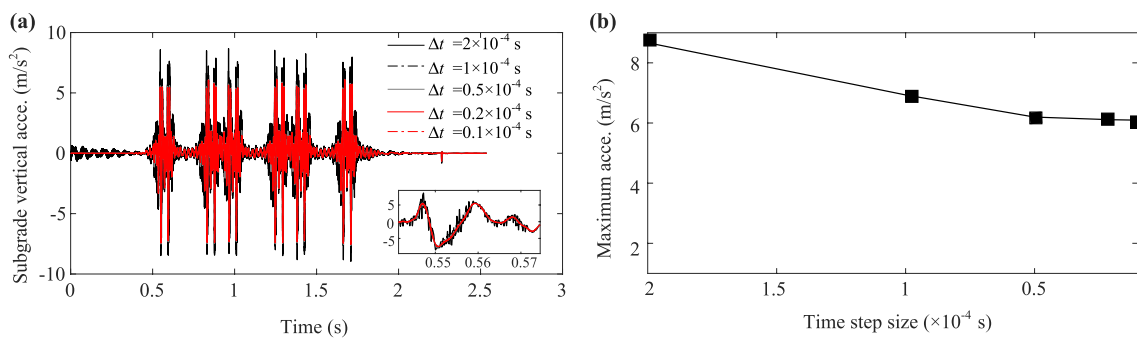 (a)
Subgrade vertical acce. (m/s²)
10
5
0
-5
-10
Δt =2×10⁻⁴ s
Δt =1×10⁻⁴ s
Δt =0.5×10⁻⁴ s
Δt =0.2×10⁻⁴ s
Δt =0.1×10⁻⁴ s
5
0
-5
0.55 0.56 0.57
0 0.5 1 1.5 2 2.5 3
Time (s)
(b)
Maximum acce. (m/s²)
8
6
4
2
2 1.5 1 0.5
Time step size (×10⁻⁴ s)